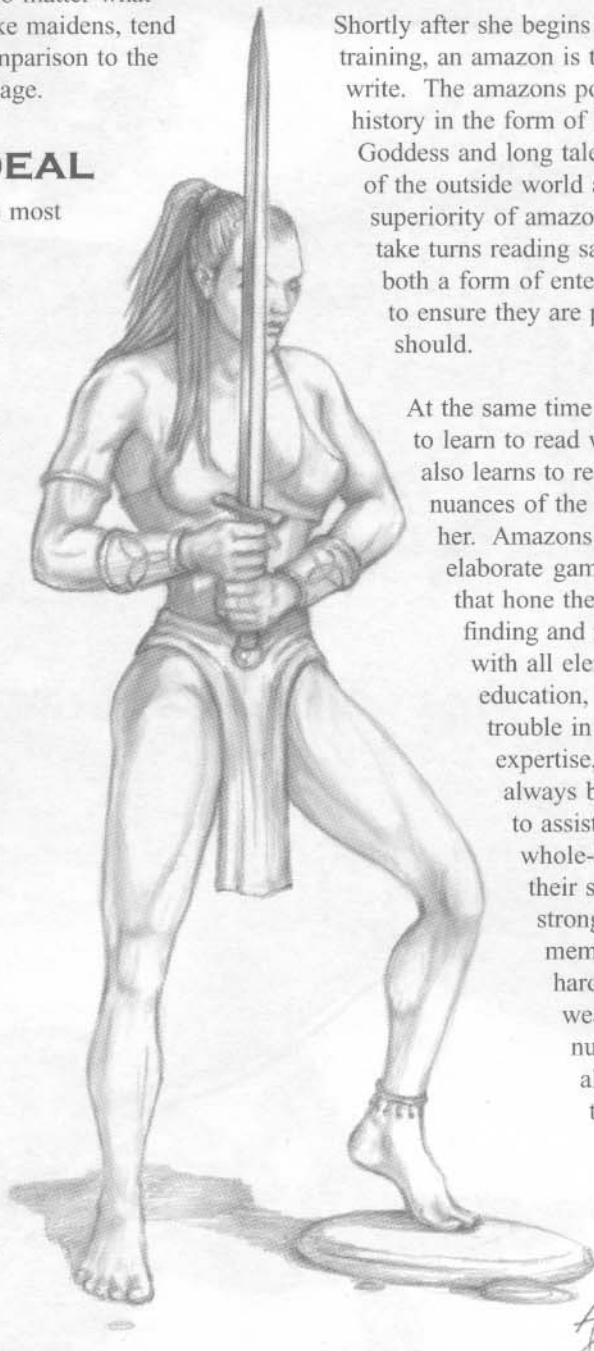 ke maidens, tend
mparison to the
age.
DEAL
most
Shortly after she begins
training, an amazon is t
write. The amazons po
history in the form of
Goddess and long tale
of the outside world a
superiority of amazo
take turns reading sa
both a form of ente
to ensure they are p
should.
At the same time
to learn to read w
also learns to re
nuances of the
her. Amazons
elaborate gam
that hone the
finding and
with all ele
education,
trouble in
expertise,
always b
to assist
whole-
their s
strong
mem
hard
wea
nu
al
t